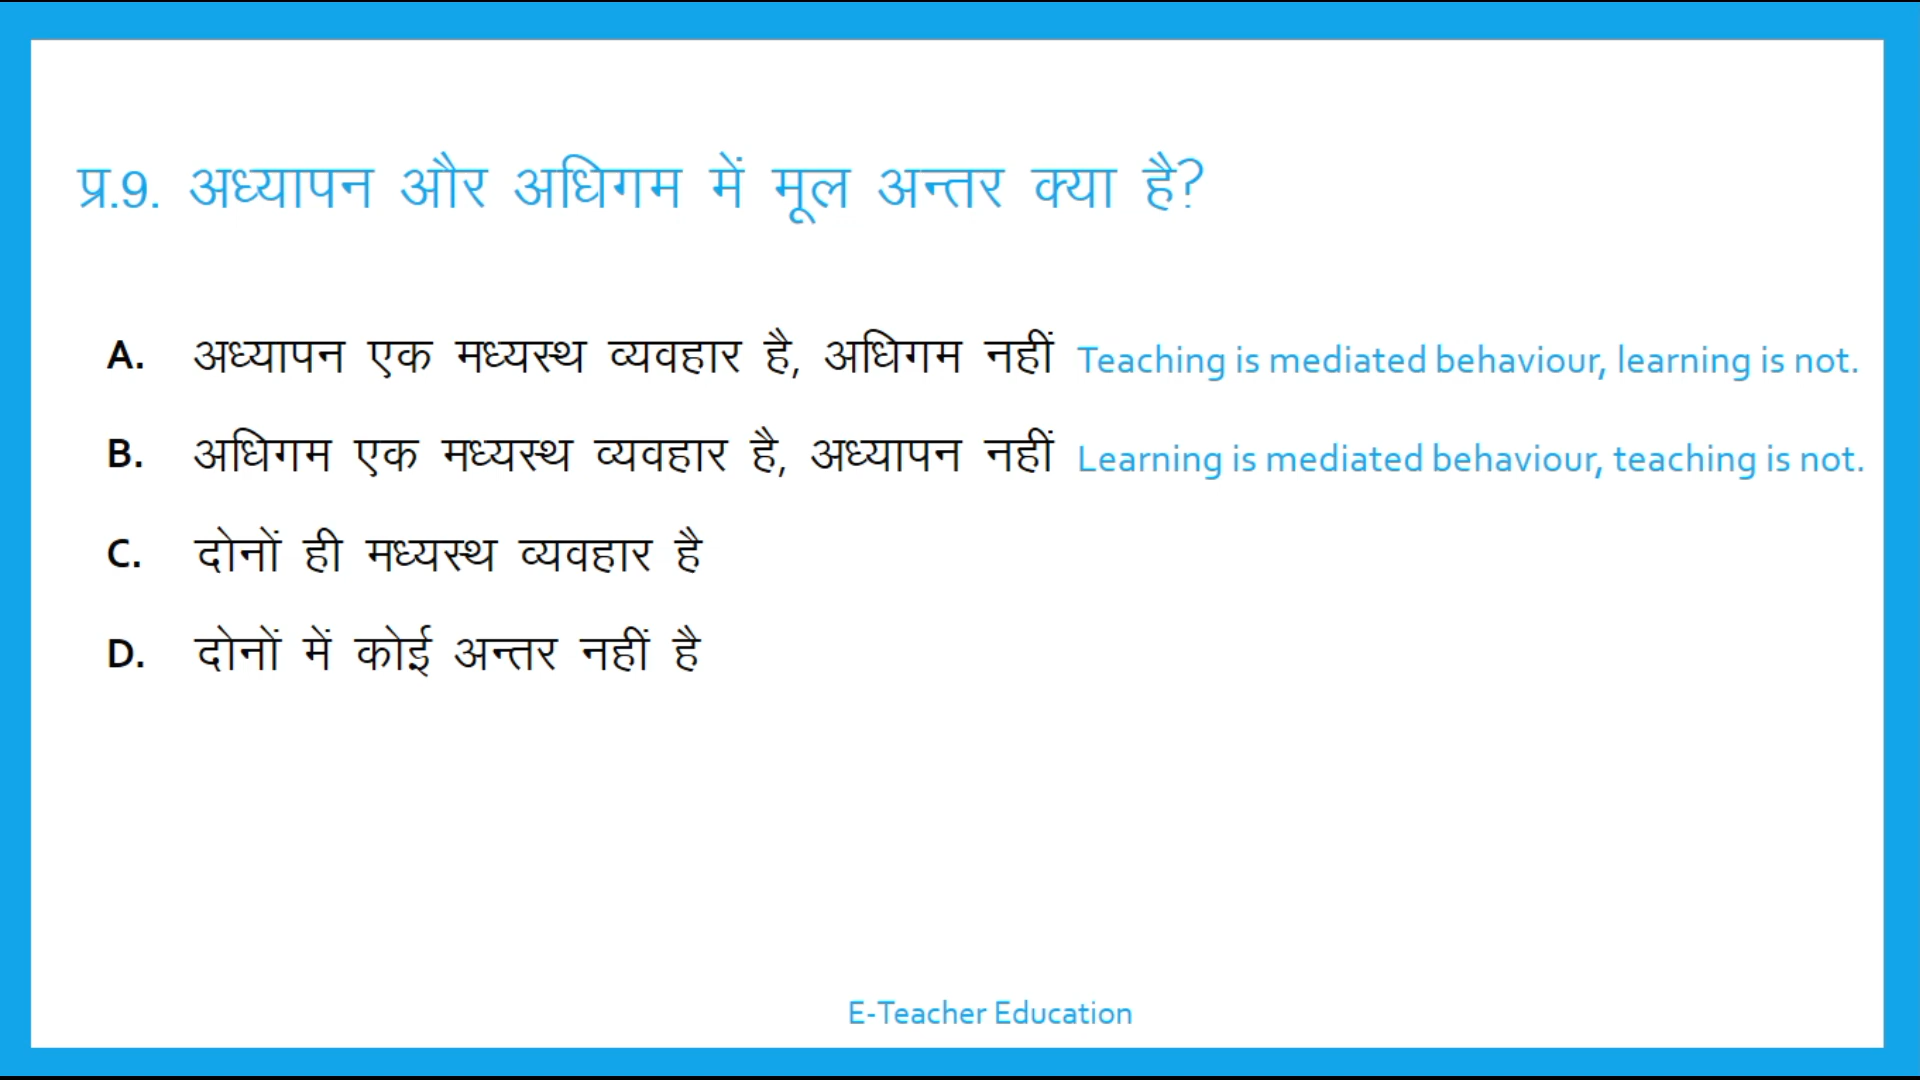 प्र.9. अध्यापन और अधिगम में मूल अन्तर क्या है?
A. अध्यापन एक मध्यस्थ व्यवहार है, अधिगम नहीं Teaching is mediated behaviour, learning is not.
B. अधिगम एक मध्यस्थ व्यवहार है, अध्यापन नहीं Learning is mediated behaviour, teaching is not.
C. दोनों ही मध्यस्थ व्यवहार है
D. दोनों में कोई अन्तर नहीं है
E-Teacher Education